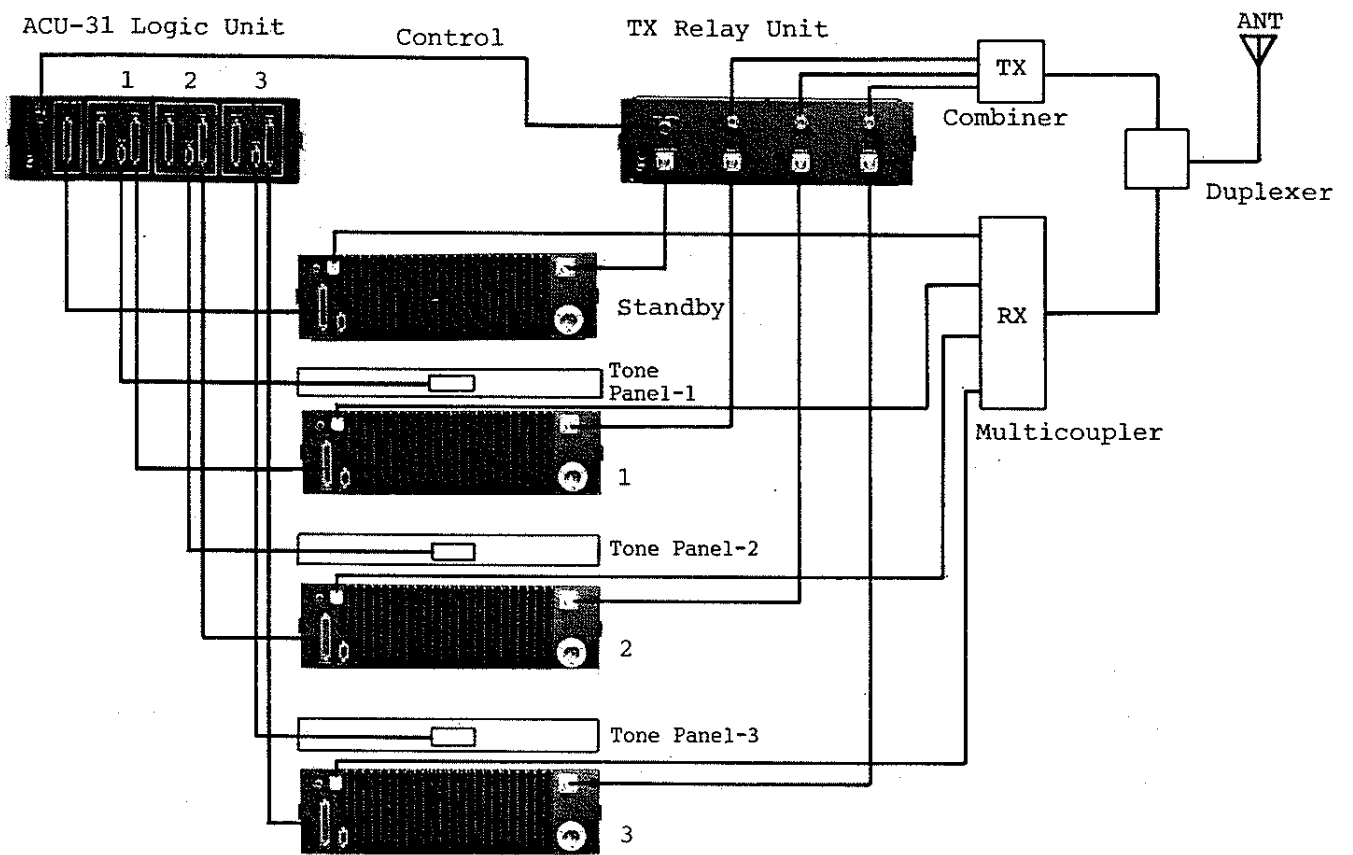 ACU-31 Logic Unit
Control
TX Relay Unit
ANT
1 2 3
TX
Combiner
Duplexer
Standby
RX
Tone
Panel-1
Multicoupler
1
Tone Panel-2
2
Tone Panel-3
3